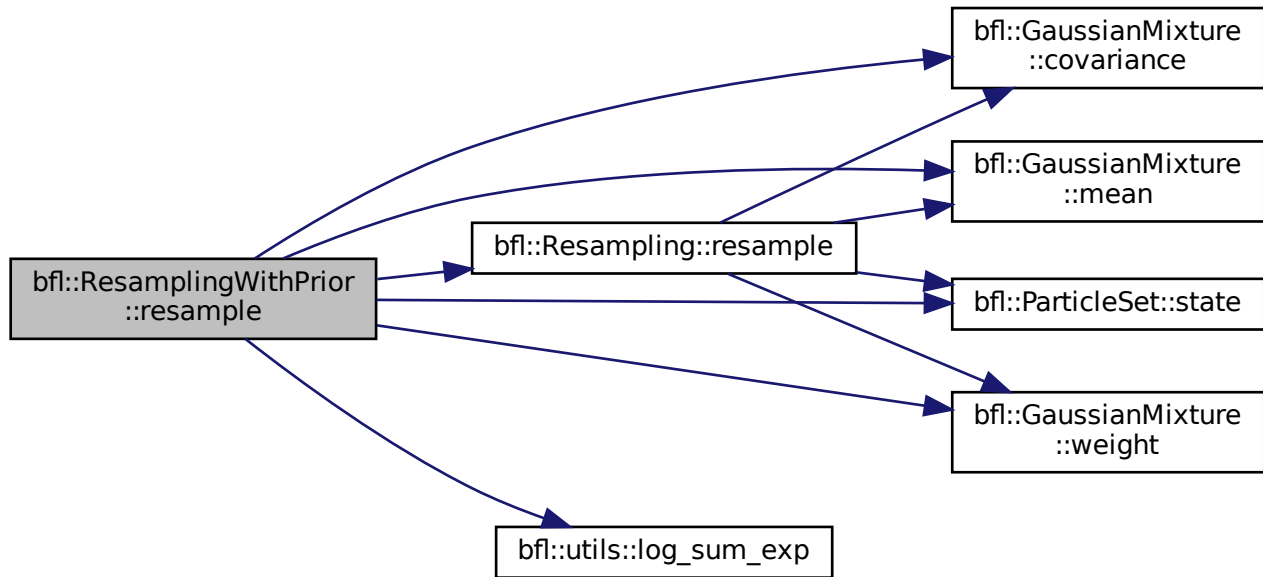 bfl::GaussianMixture
::covariance
bfl::GaussianMixture
::mean
bfl::Resampling::resample
bfl::ResamplingWithPrior
::resample
bfl::ParticleSet::state
bfl::GaussianMixture
::weight
bfl::utils::log_sum_exp